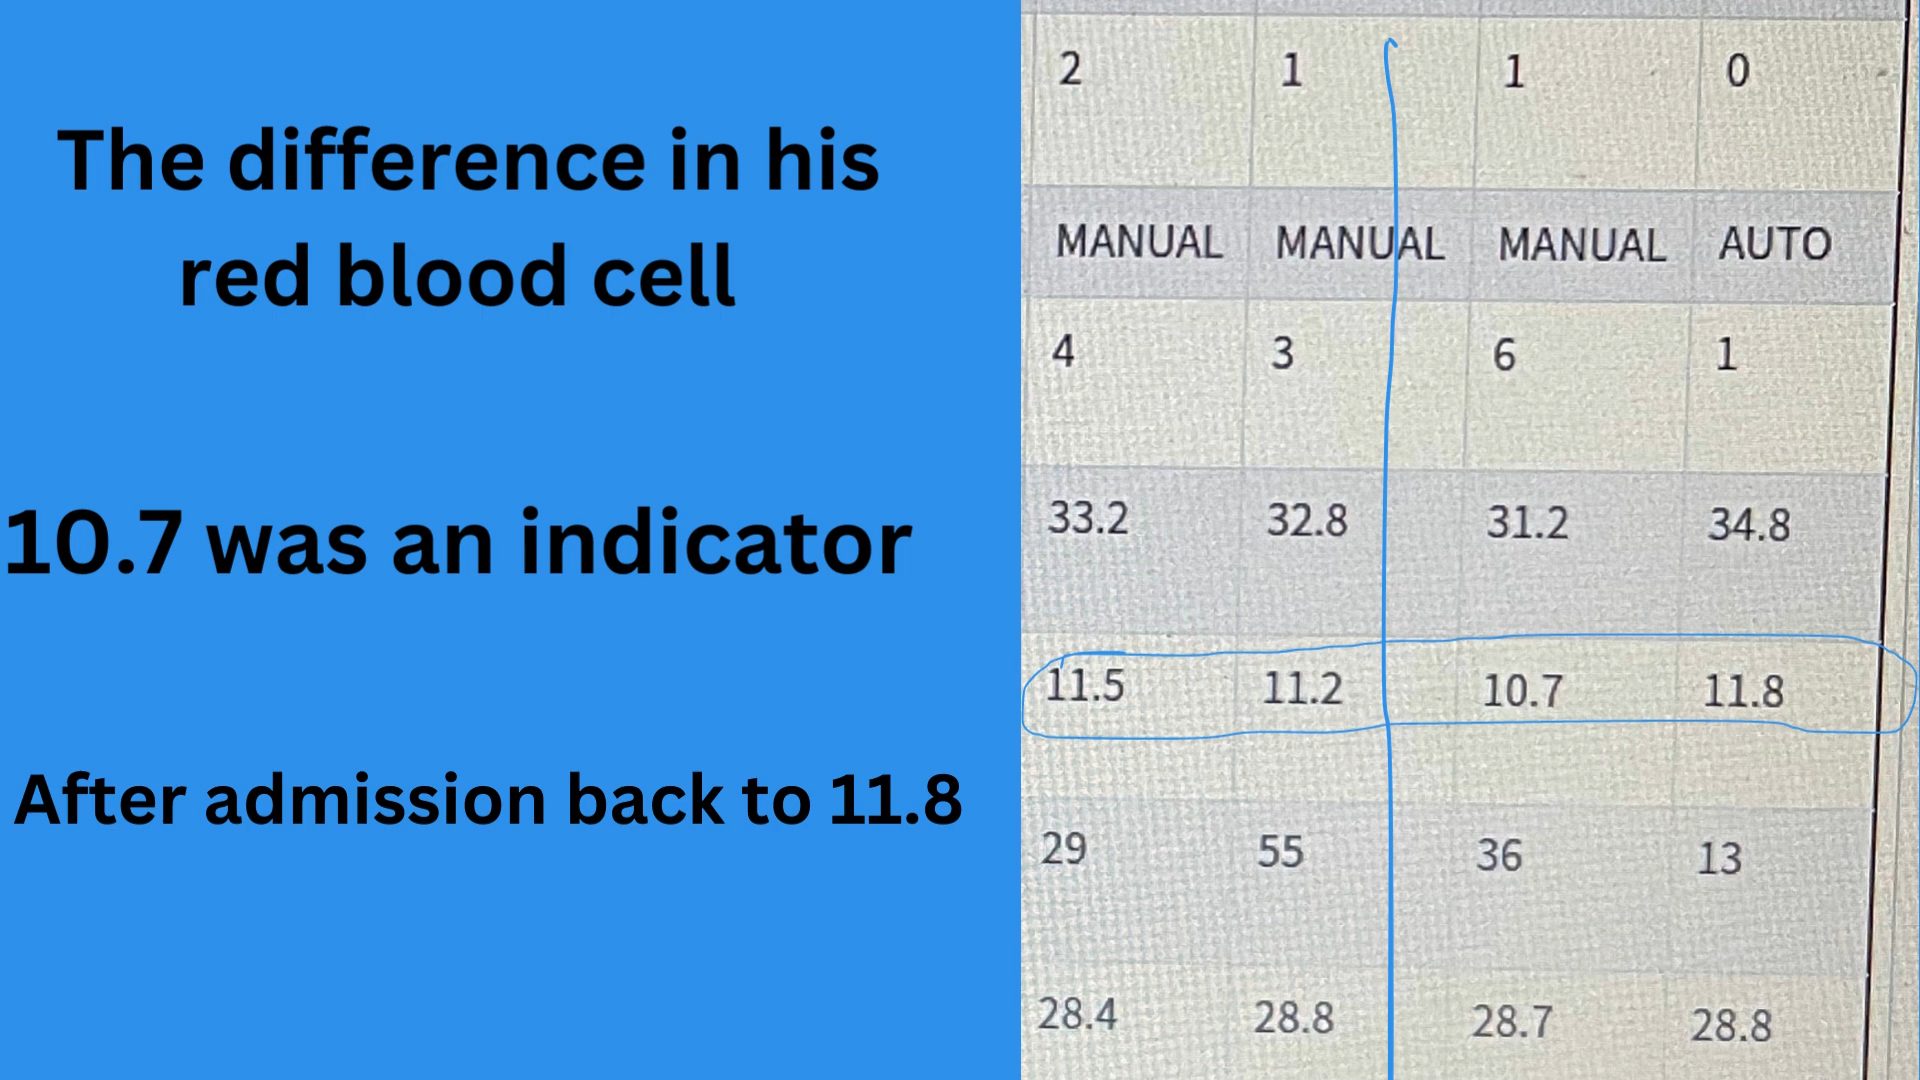 The difference in his
red blood cell
10.7 was an indicator
After admission back to 11.8
2 1 1 0
MANUAL MANUAL MANUAL AUTO
4 3 6 1
33.2 32.8 31.2 34.8
11.5 11.2 10.7 11.8
29 55 36 13
28.4 28.8 28.7 28.8